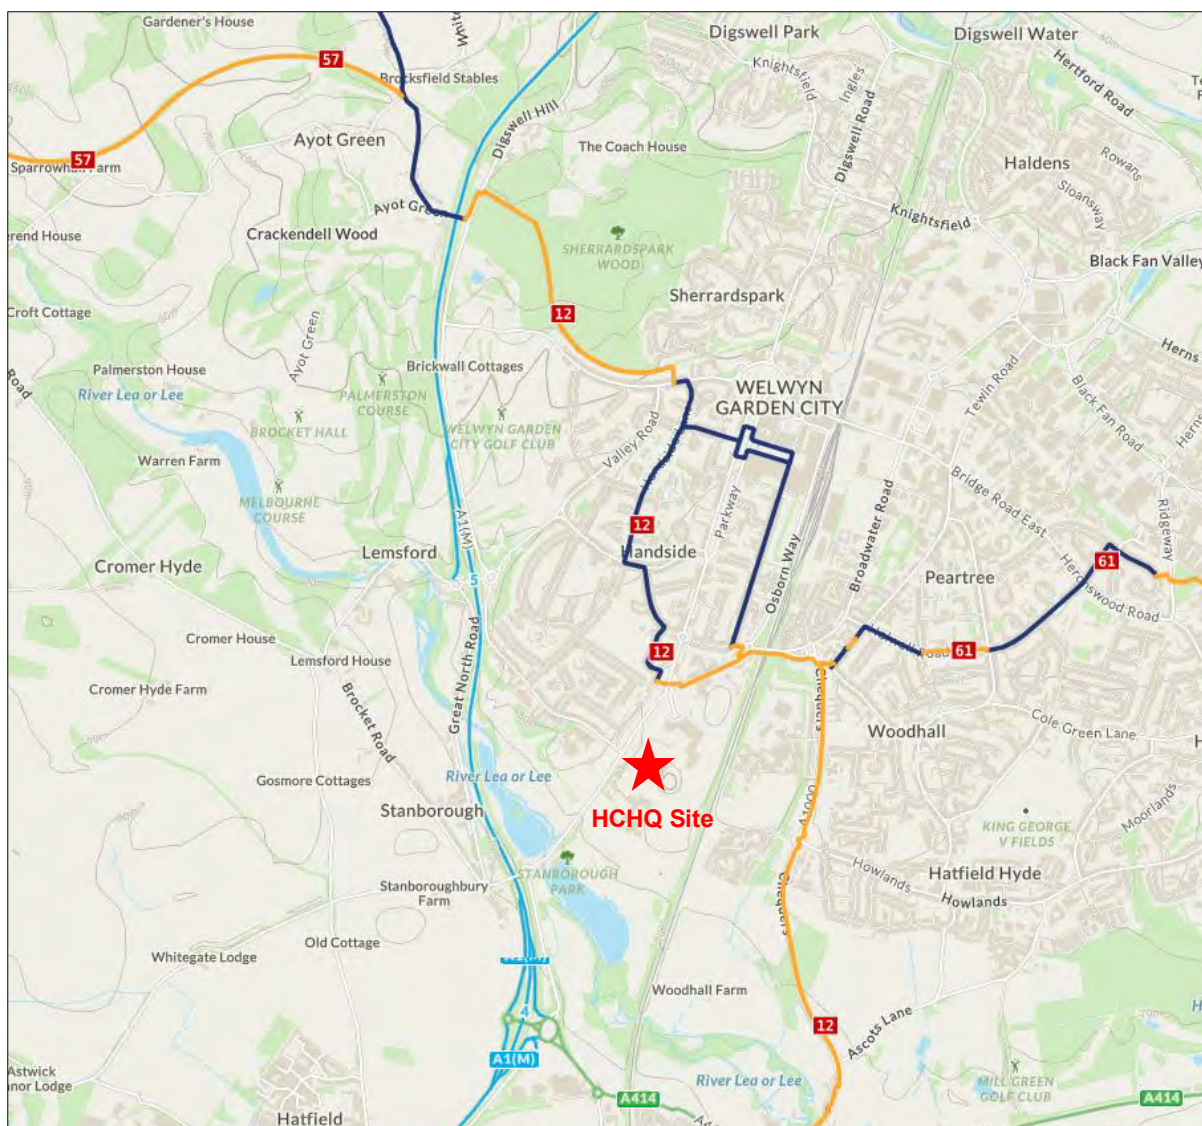 Gardener's House
Digswell Park
Digswell Water
57
Brocksfield Stables
Knightsfield
Ingles
Hertford Road
Digswell Hill
Digswell Road
Ayot Green
The Coach House
Haldens
Rowans
57
Sloansway
Ayot Green
Knightsfield
Crackendell Wood
SHERRARDSPARK
WOOD
Black Fan Valley
Sherrardspark
12
Croft Cottage
Ayot Green
Herns
Palmerston House
Brickwall Cottages
Tewin Road
Road
River Lea or Lee
PALMERSTON
COURSE
WELWYN
GARDEN CITY
Black Fan Road
BROCKET HALL
WELWYN GARDEN
CITY GOLF CLUB
Valley Road
Warren Farm
Bridge Road East
MELBOURNE
COURSE
Parkway
Broadwater Road
Ridgeway
A1(M)
12
Lemsford
Handside
Osborn Way
61
Cromer Hyde
5
Peartree
Heronswood Road
Cromer House
Great North Road
12
61
Lemsford House
Cromer Hyde Farm
Chequers
Brocket Road
Woodhall
Cole Green Lane
Gosmore Cottages
River Lea or Lee
Stanborough
HCHQ Site
A1000
Moorlands
KING GEORGE
V FIELDS
STANBOROUGH
PARK
Howlands
Hatfield Hyde
Stanboroughbury
Farm
Chequers
Howlands
Old Cottage
Whitegate Lodge
Woodhall Farm
4
12
Ascots Lane
A1(M)
Astwick
River Lea or Lee
MILL GREEN
GOLF CLUB
A414
A414
Hatfield